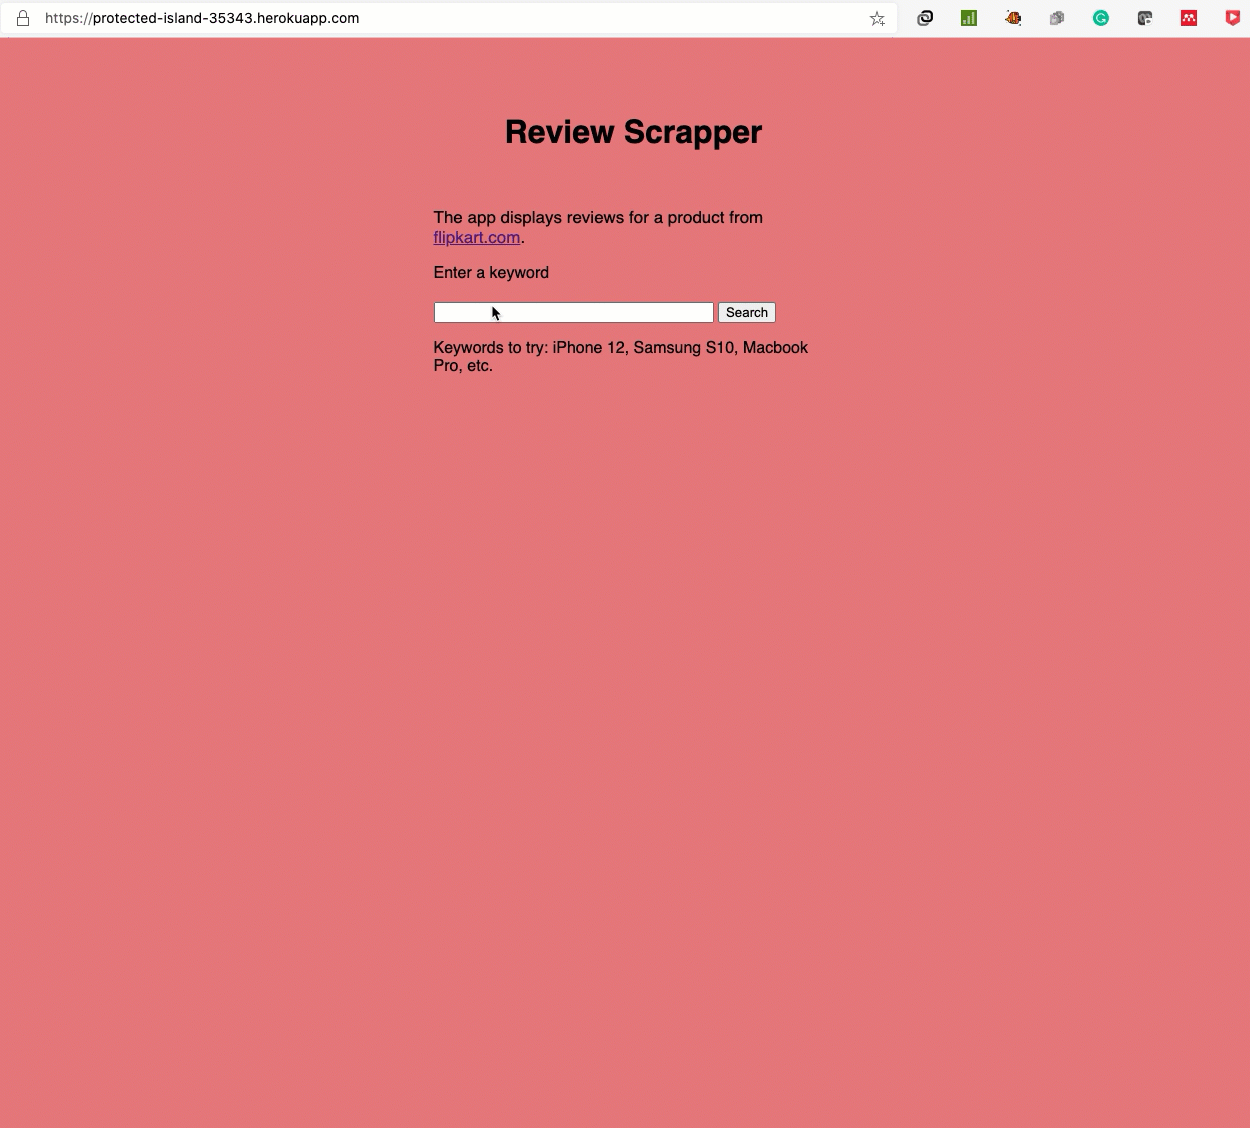 https://protected-island-35343.herokuapp.com
Review Scrapper
The app displays reviews for a product from
flipkart.com.
Enter a keyword
Search
Keywords to try: iPhone 12, Samsung S10, Macbook
Pro, etc.